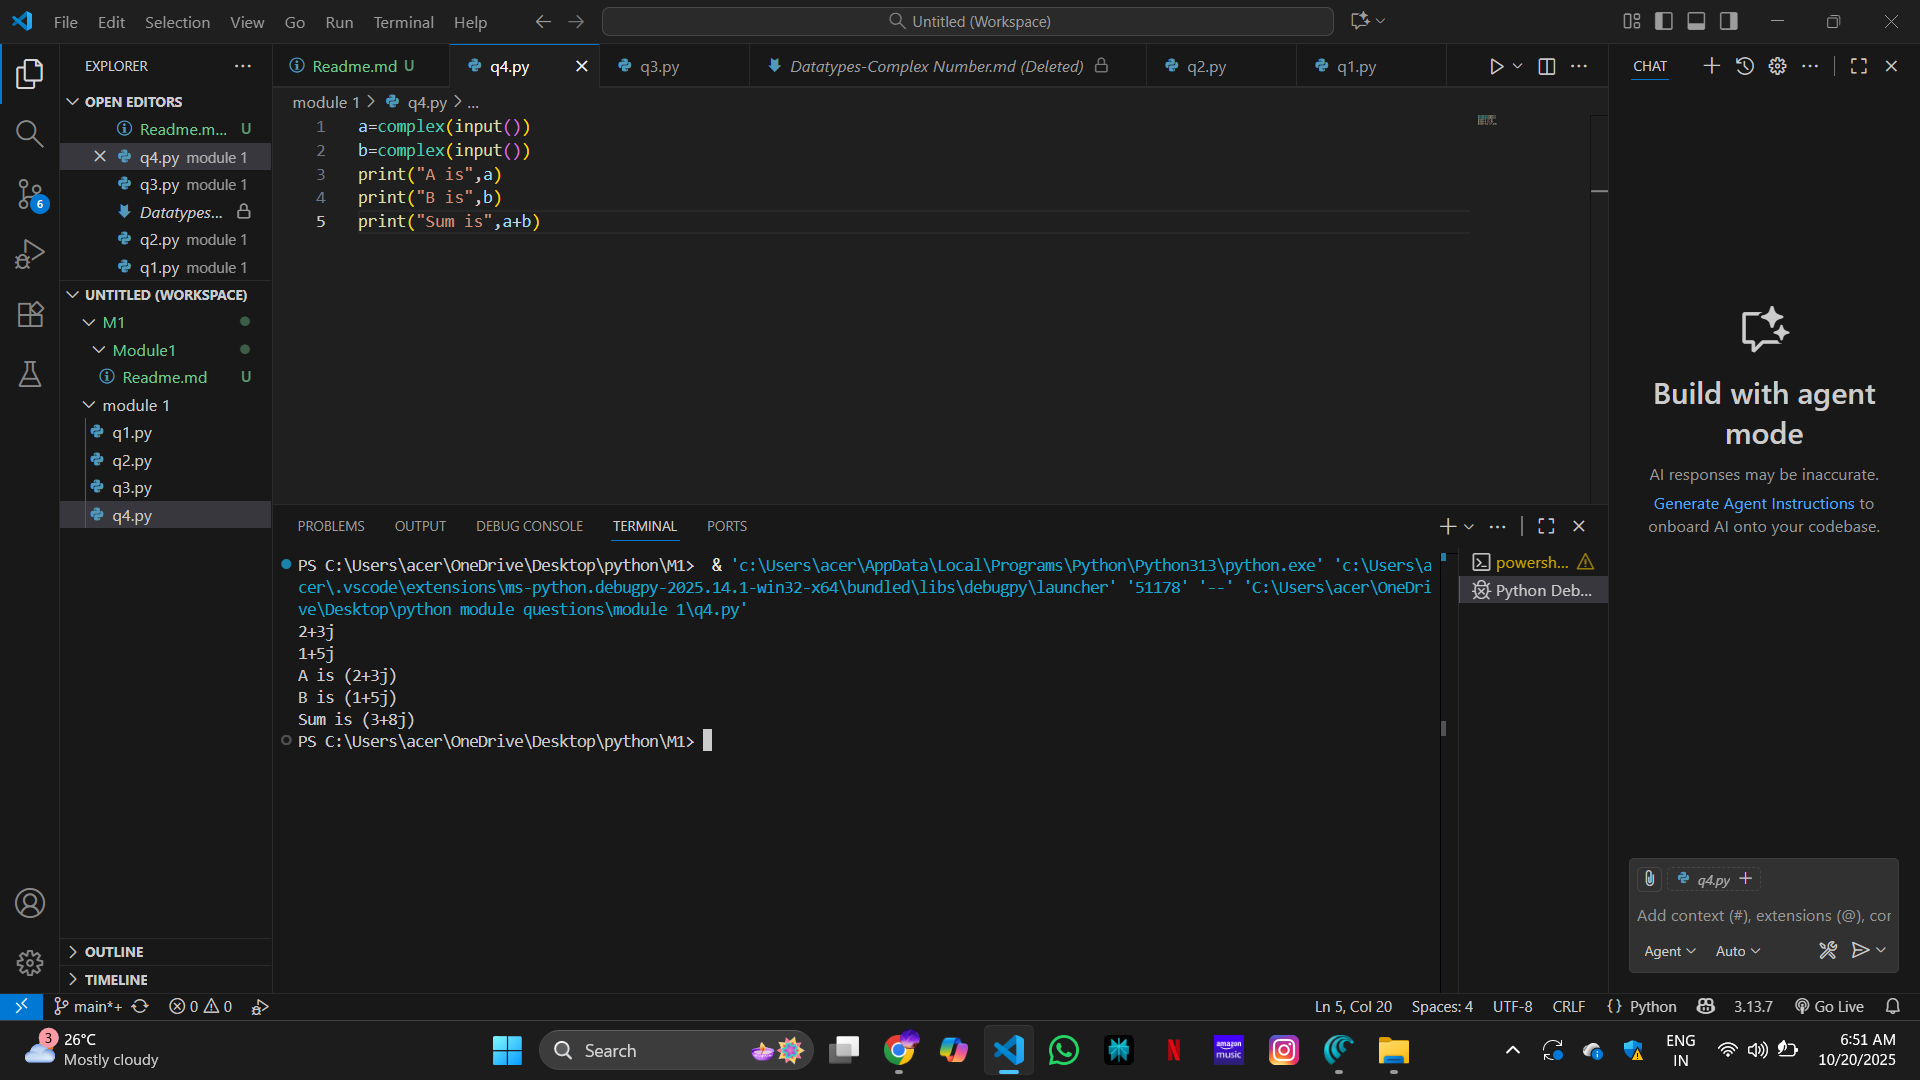 File Edit Selection View Go Run Terminal Help
Untitled (Workspace)
EXPLORER
OPEN EDITORS
Readme.m... U
q4.py module 1
q3.py module 1
Datatypes...
q2.py module 1
q1.py module 1
UNTITLED (WORKSPACE)
M1
Module1
Readme.md U
module 1
q1.py
q2.py
q3.py
q4.py
OUTLINE
TIMELINE
Readme.md U
q4.py
q3.py
Datatypes-Complex Number.md (Deleted)
q2.py
q1.py
module 1 > q4.py > ...
1 a=complex(input())
2 b=complex(input())
3 print("A is",a)
4 print("B is",b)
5 print("Sum is",a+b)
PROBLEMS OUTPUT DEBUG CONSOLE TERMINAL PORTS
PS C:\Users\acer\OneDrive\Desktop\python\M1>  & 'c:\Users\acer\AppData\Local\Programs\Python\Python313\python.exe' 'c:\Users\a
cer\.vscode\extensions\ms-python.debugpy-2025.14.1-win32-x64\bundled\libs\debugpy\launcher' '51178' '--' 'C:\Users\acer\OneDri
ve\Desktop\python module questions\module 1\q4.py'
2+3j
1+5j
A is (2+3j)
B is (1+5j)
Sum is (3+8j)
PS C:\Users\acer\OneDrive\Desktop\python\M1>
powersh...
Python Deb...
CHAT
Build with agent
mode
AI responses may be inaccurate.
Generate Agent Instructions to
onboard AI onto your codebase.
q4.py
Add context (#), extensions (@), cor
Agent Auto
6
main*+ 0 0
Ln 5, Col 20 Spaces: 4 UTF-8 CRLF {} Python 3.13.7 Go Live
3
26°C
Mostly cloudy
Search
amazon
music
N
ENG
IN
6:51 AM
10/20/2025